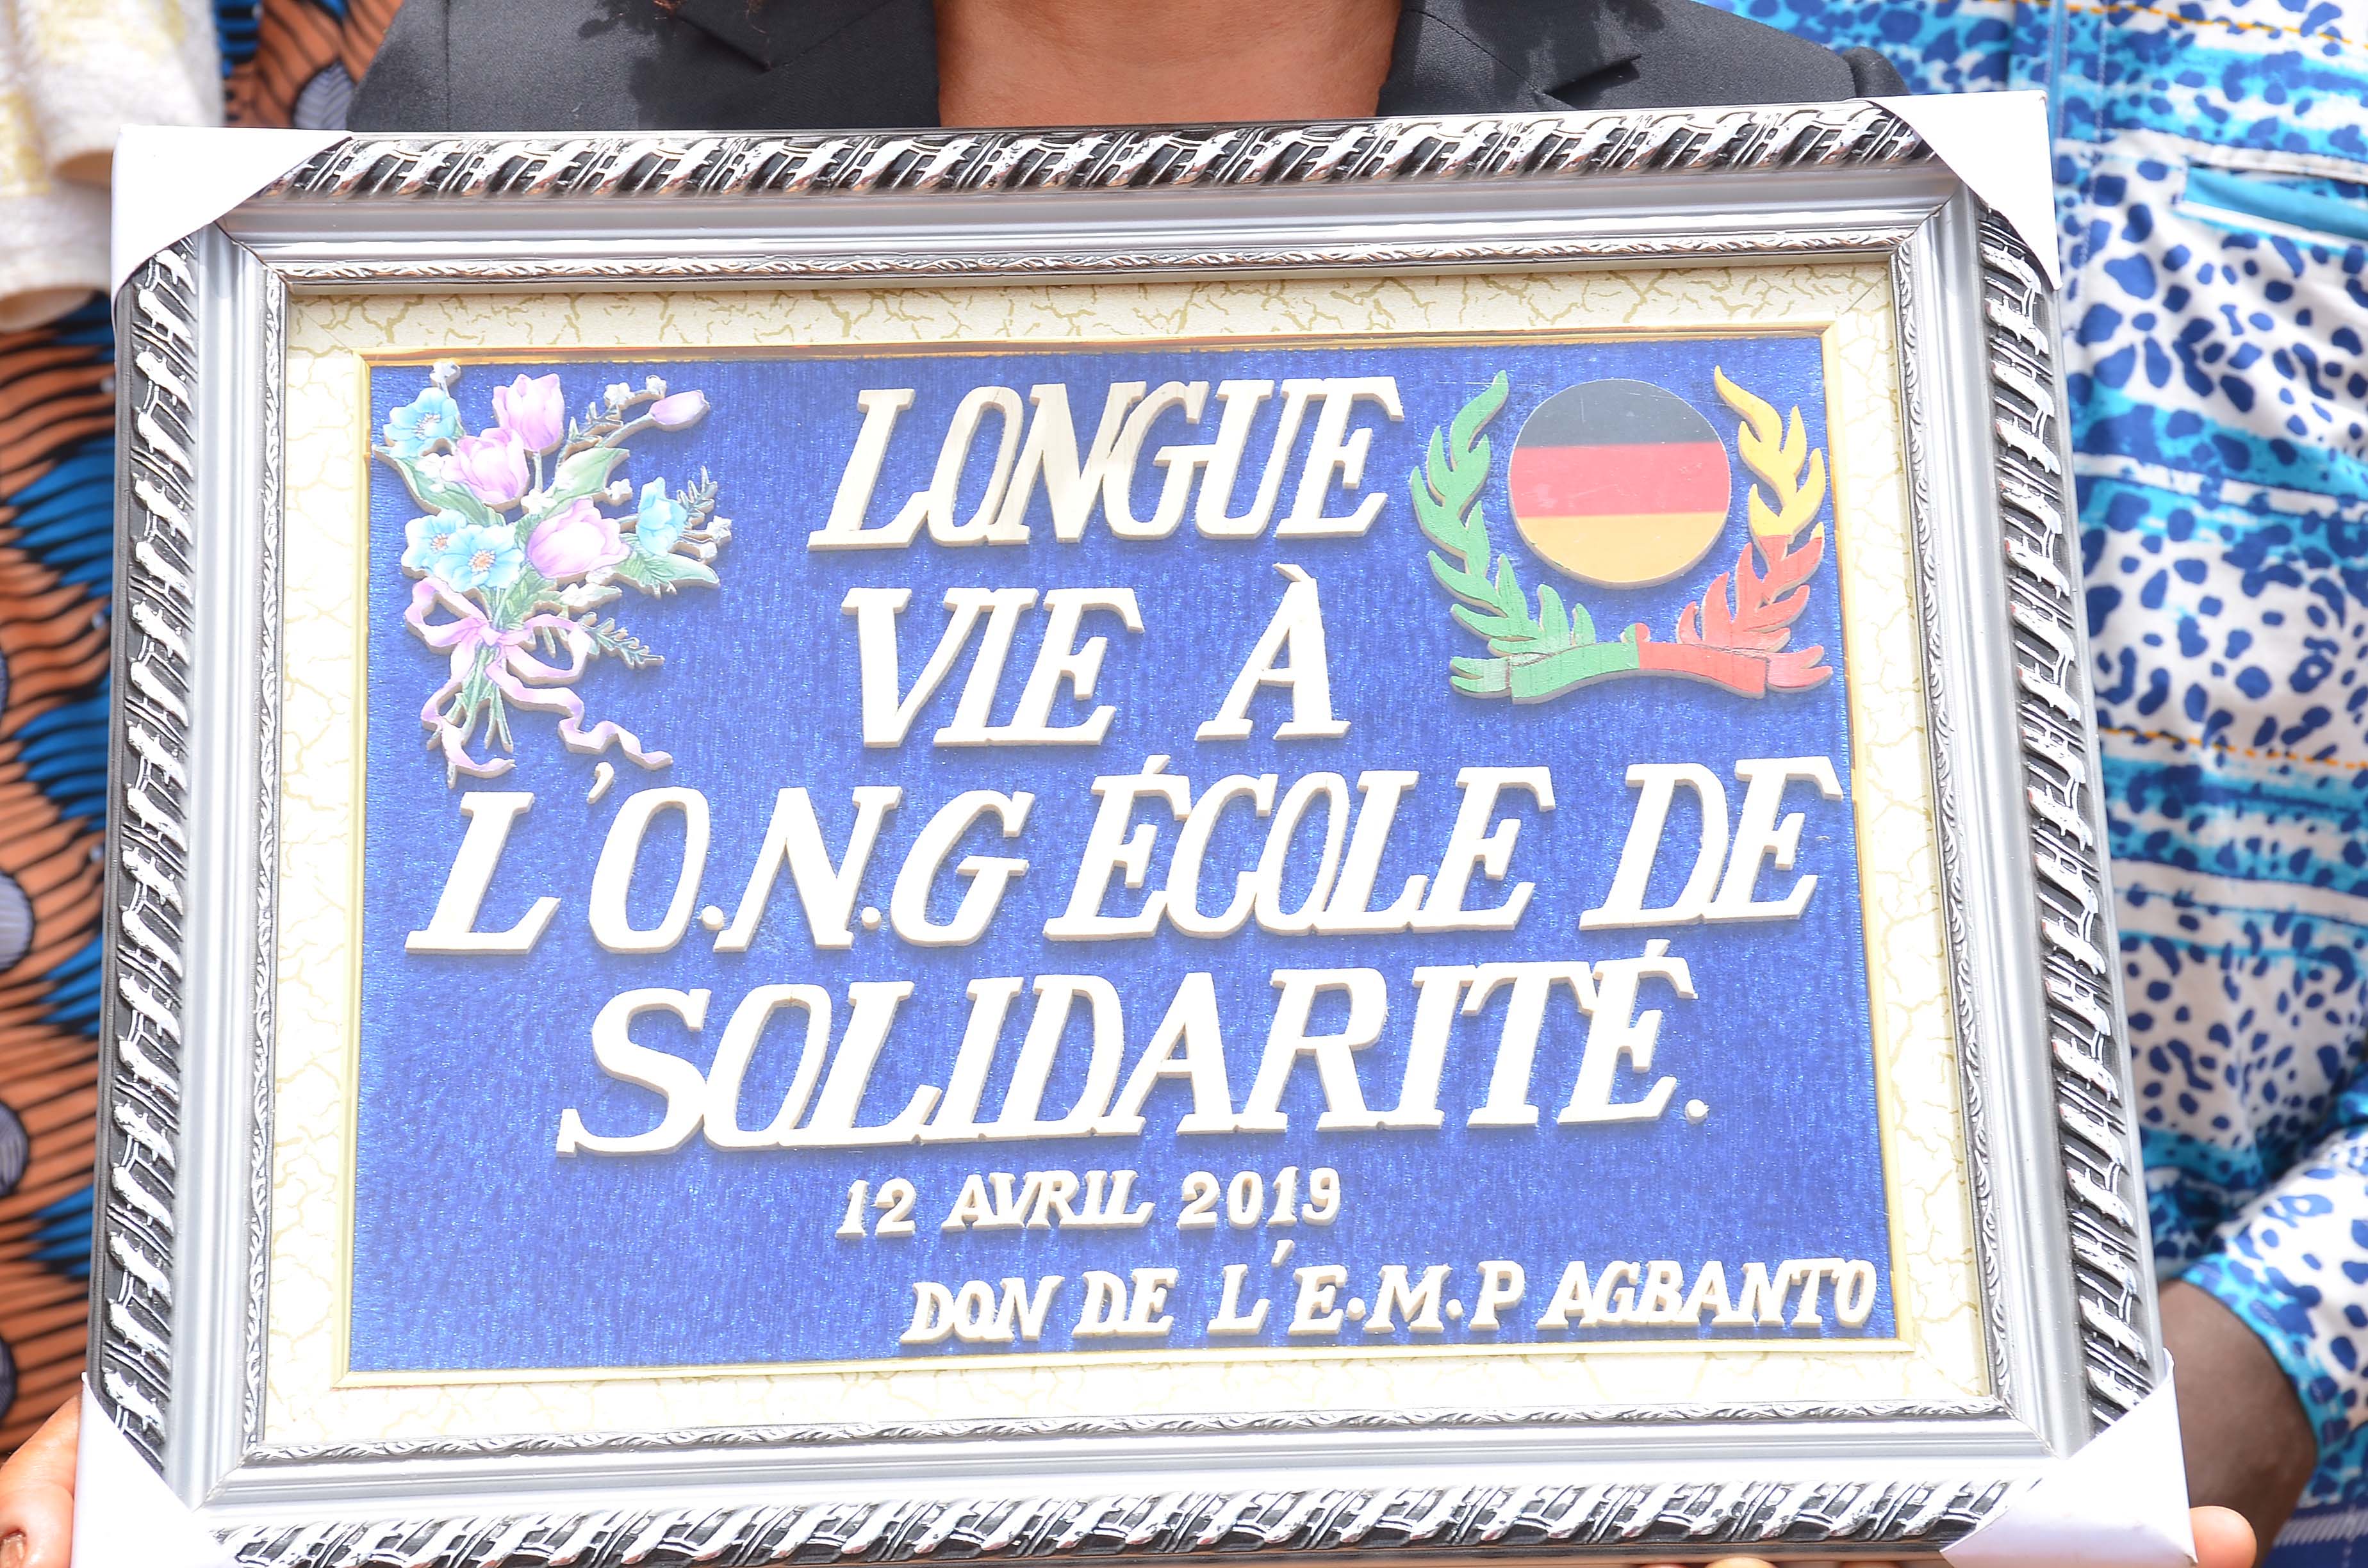 LONGUE
VIE À
L'O.N.G ÉCOLE DE
SOLIDARITÉ.
12 AVRIL 2019
DON DE L'E.M.P AGBANTO